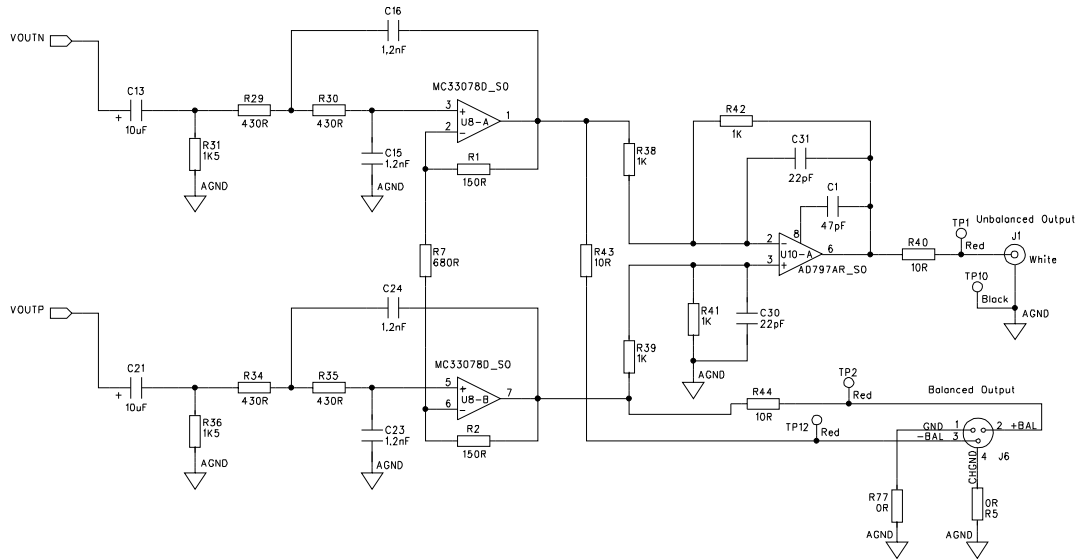 C16
1.2nF
VOUTN
MC33078D_SO
C13
+
10uF
R29
430R
R30
430R
3
+
2
-
U8-A
1
R42
1K
R31
1K5
C15
1.2nF
R1
150R
R38
1K
C31
22pF
AGND
AGND
C1
47pF
8
TP1
Unbalanced Output
Red
J1
White
R7
680R
R43
10R
2
-
3
+
U10-A
6
AD797AR_SO
R40
10R
TP10
Black
AGND
C24
1.2nF
VOUTP
R41
1K
C30
22pF
MC33078D_SO
R39
1K
AGND
C21
+
10uF
R34
430R
R35
430R
5
+
6
-
U8-B
7
TP2
Red
Balanced Output
R44
10R
R36
1K5
C23
1.2nF
R2
150R
TP12
Red
GND
1
2
+BAL
-BAL
3
4
J6
AGND
AGND
CHGND
R77
0R
0R
R5
AGND
AGND